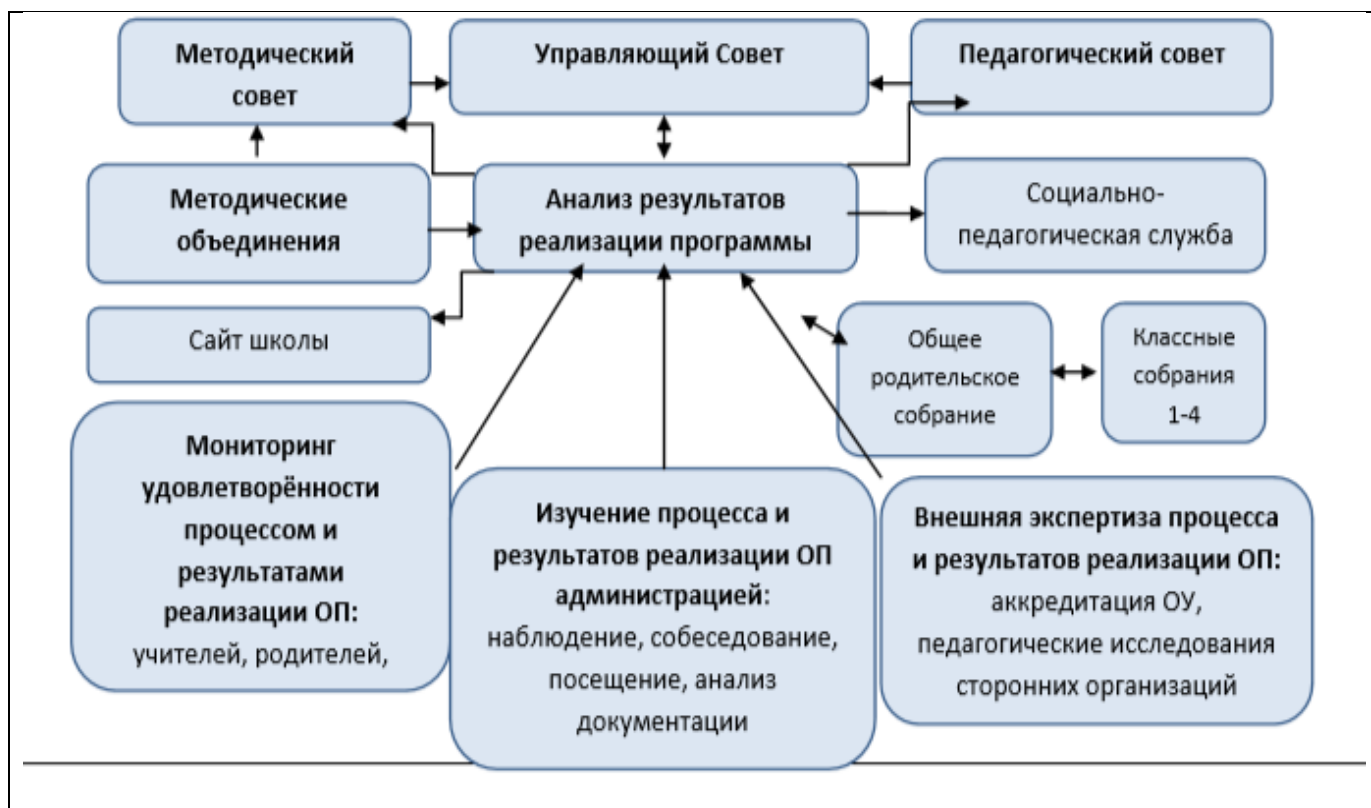 Методический
совет
Управляющий Совет
Педагогический совет
Методические
объединения
Анализ результатов
реализации программы
Социально-
педагогическая служба
Сайт школы
Общее
родительское
собрание
Классные
собрания
1-4
Мониторинг
удовлетворённости
процессом и
результатами
реализации ОП:
учителей, родителей,
Изучение процесса и
результатов реализации ОП
администрацией:
наблюдение, собеседование,
посещение, анализ
документации
Внешняя экспертиза процесса
и результатов реализации ОП:
аккредитация ОУ,
педагогические исследования
сторонних организаций